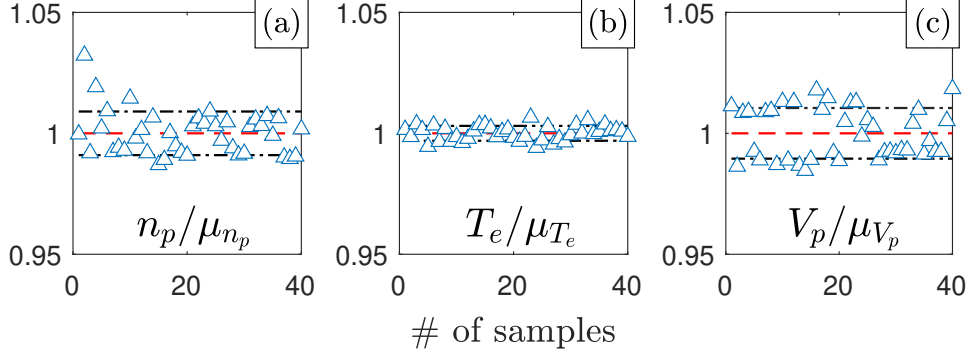 1.05 (a) 1.05 (b) 1.05 (c)
1 1 1
n_p/μ_{n_p} T_e/μ_{T_e} V_p/μ_{V_p}
0.95 0.95 0.95
0 20 40 0 20 40 0 20 40
# of samples